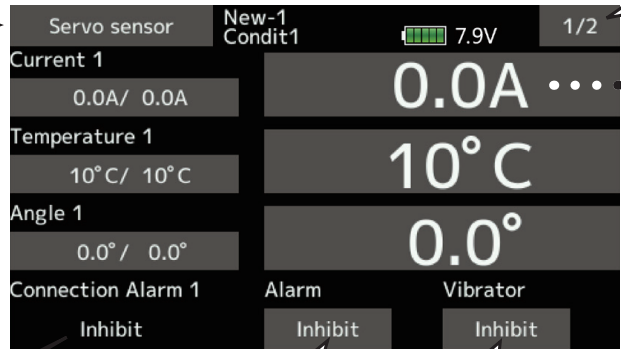 Servo sensor
New-1
Condit1
7.9V
1/2
Current 1
0.0A/ 0.0A
0.0A
Temperature 1
10°C/ 10°C
10°C
Angle 1
0.0°/ 0.0°
0.0°
Connection Alarm 1
Alarm
Vibrator
Inhibit
Inhibit
Inhibit